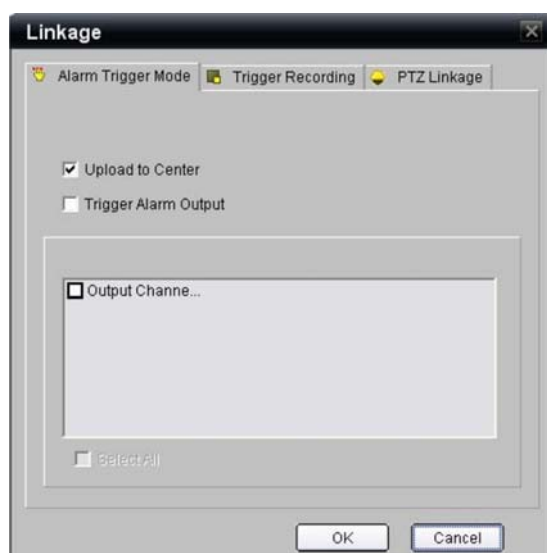 Linkage
Alarm Trigger Mode Trigger Recording PTZ Linkage
Upload to Center
Trigger Alarm Output
Output Channe...
Select All
OK Cancel